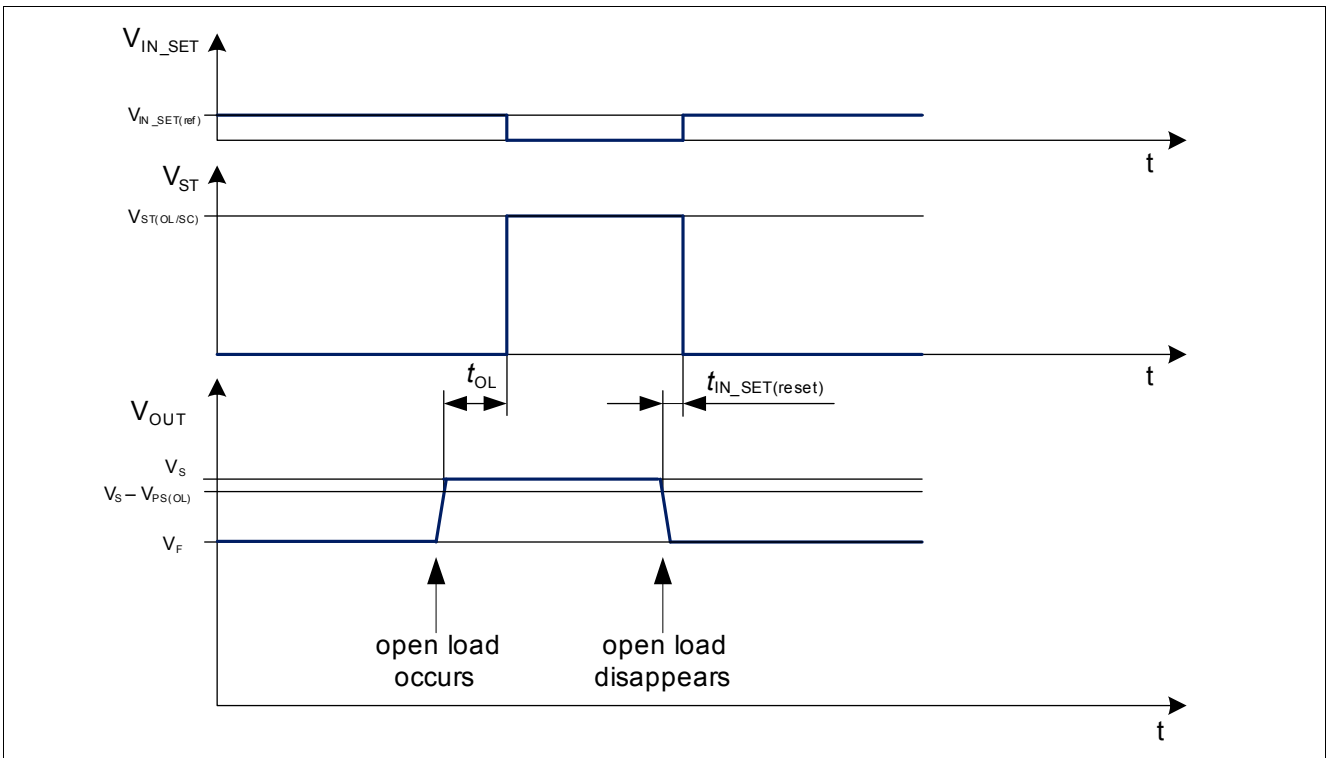 V_IN_SET
V_IN_SET(ref)
t
V_ST
V_ST(OL/SC)
t
t_OL
t_IN_SET(reset)
V_OUT
V_S
V_S – V_PS(OL)
V_F
open load
occurs
open load
disappears
t